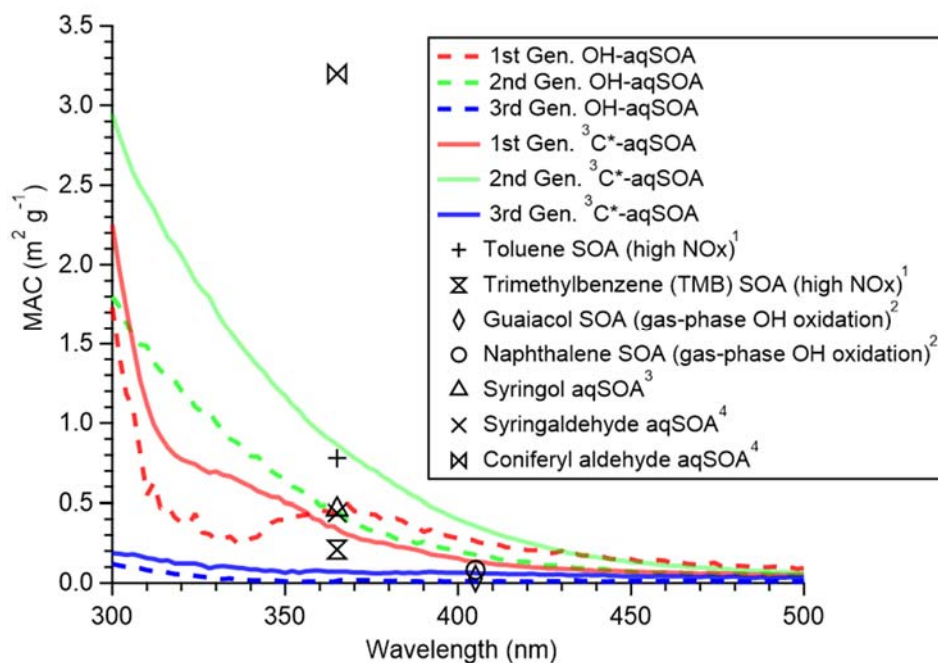 3.5
3.0
2.5
2.0
1.5
1.0
0.5
0.0
MAC (m² g⁻¹)
300
350
400
450
500
Wavelength (nm)
1st Gen. OH-aqSOA
2nd Gen. OH-aqSOA
3rd Gen. OH-aqSOA
1st Gen. ³C*-aqSOA
2nd Gen. ³C*-aqSOA
3rd Gen. ³C*-aqSOA
Toluene SOA (high NOx)¹
Trimethylbenzene (TMB) SOA (high NOx)¹
Guaiacol SOA (gas-phase OH oxidation)²
Naphthalene SOA (gas-phase OH oxidation)²
Syringol aqSOA³
Syringaldehyde aqSOA⁴
Coniferyl aldehyde aqSOA⁴